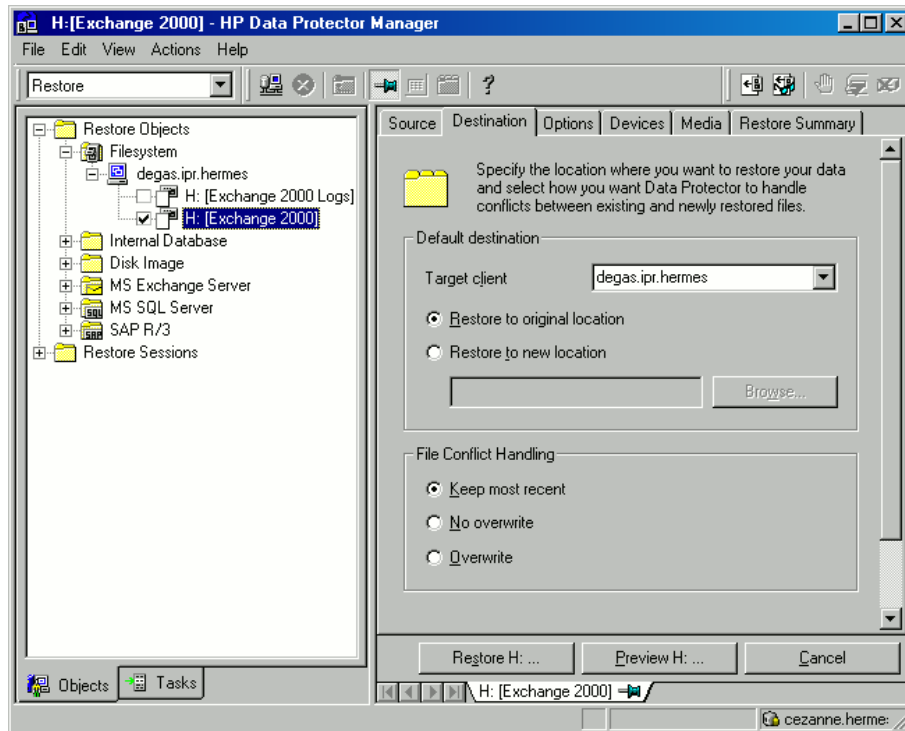 H:[Exchange 2000] - HP Data Protector Manager
File Edit View Actions Help
Restore
Restore Objects
Filesystem
degas.ipr.hermes
H: [Exchange 2000 Logs]
H: [Exchange 2000]
Internal Database
Disk Image
MS Exchange Server
MS SQL Server
SAP R/3
Restore Sessions
Objects Tasks
Source Destination Options Devices Media Restore Summary
Specify the location where you want to restore your data
and select how you want Data Protector to handle
conflicts between existing and newly restored files.
Default destination
Target client degas.ipr.hermes
Restore to original location
Restore to new location
Browse...
File Conflict Handling
Keep most recent
No overwrite
Overwrite
Restore H: ... Preview H: ... Cancel
H: [Exchange 2000]
cezanne.herme: